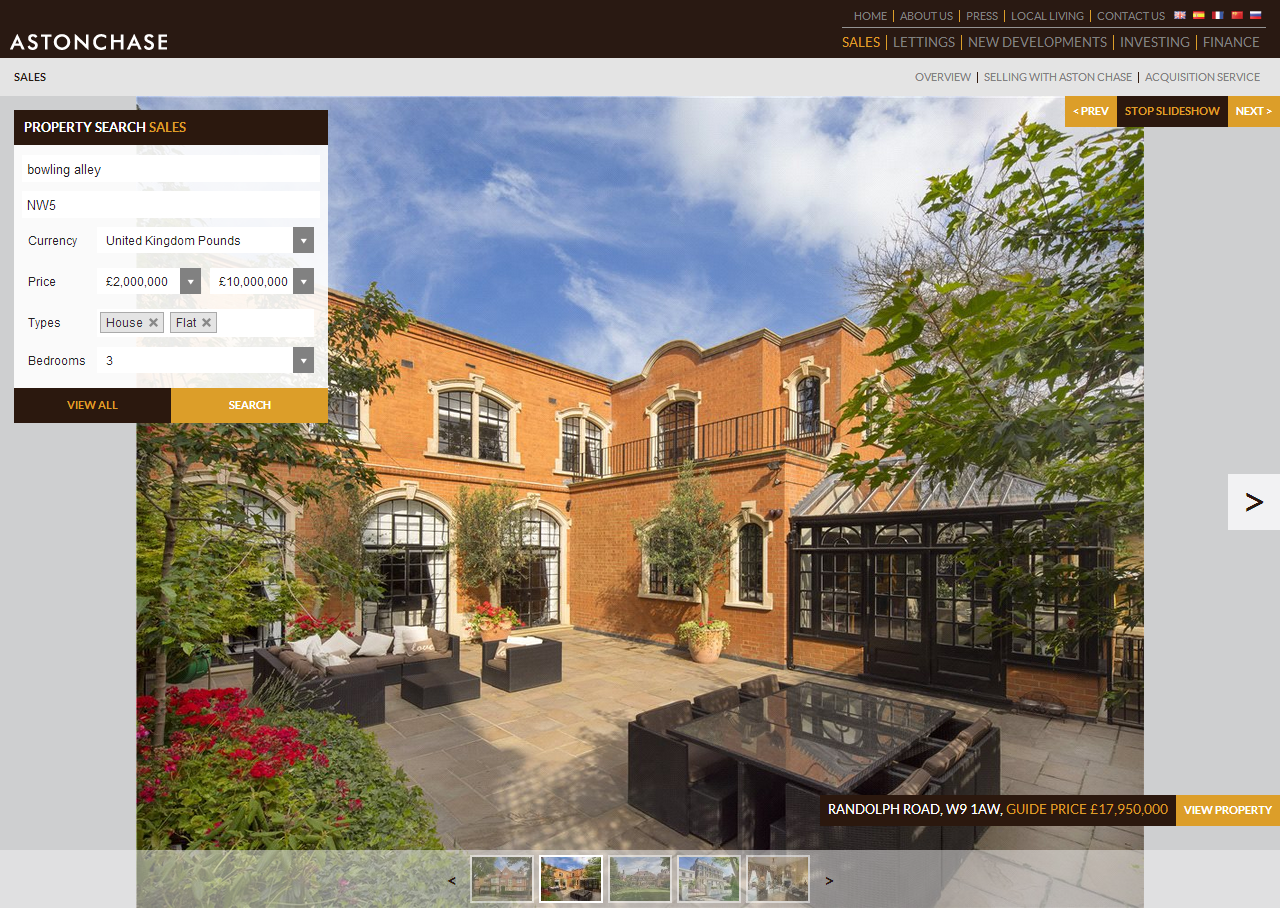 HOME | ABOUT US | PRESS | LOCAL LIVING | CONTACT US
ASTONCHASE
SALES | LETTINGS | NEW DEVELOPMENTS | INVESTING | FINANCE
SALES
OVERVIEW | SELLING WITH ASTON CHASE | ACQUISITION SERVICE
< PREV STOP SLIDESHOW NEXT >
PROPERTY SEARCH SALES
bowling alley
NW5
Currency United Kingdom Pounds
Price £2,000,000 £10,000,000
Types House Flat
Bedrooms 3
VIEW ALL SEARCH
>
love
RANDOLPH ROAD, W9 1AW, GUIDE PRICE £17,950,000 VIEW PROPERTY
< >